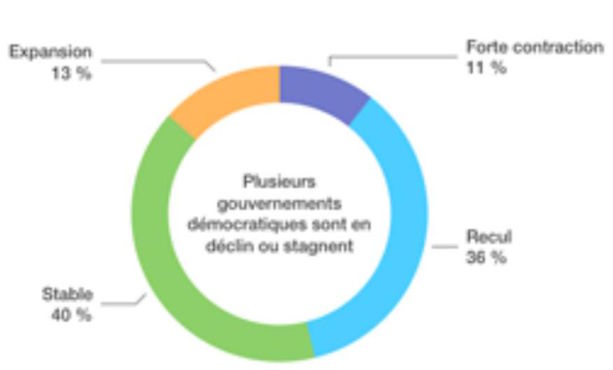 Expansion
13 %
Forte contraction
11 %
Plusieurs
gouvernements
démocratiques sont en
déclin ou stagnent
Recul
36 %
Stable
40 %